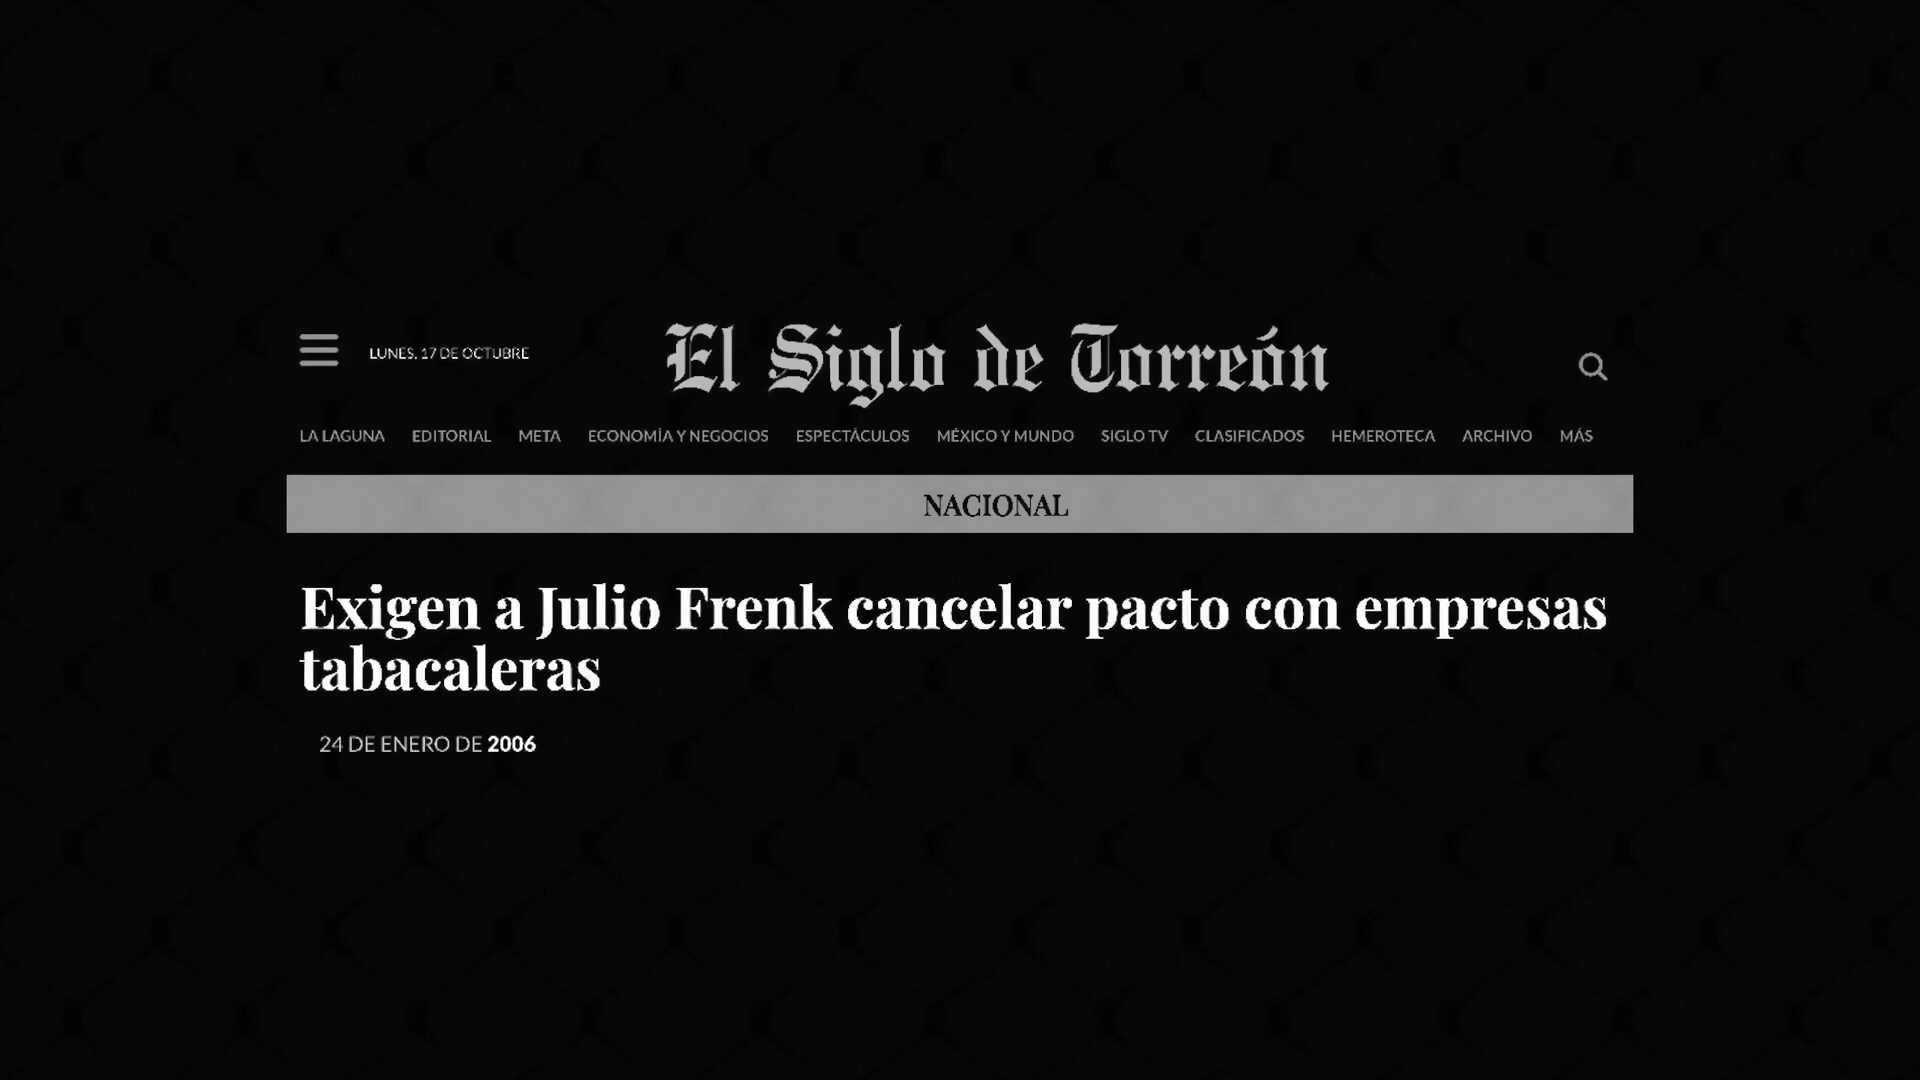 LUNES, 17 DE OCTUBRE
El Siglo de Torreón
LA LAGUNA EDITORIAL META ECONOMÍA Y NEGOCIOS ESPECTÁCULOS MÉXICO Y MUNDO SIGLO TV CLASIFICADOS HEMEROTECA ARCHIVO MÁS
NACIONAL
Exigen a Julio Frenk cancelar pacto con empresas
tabacaleras
24 DE ENERO DE 2006